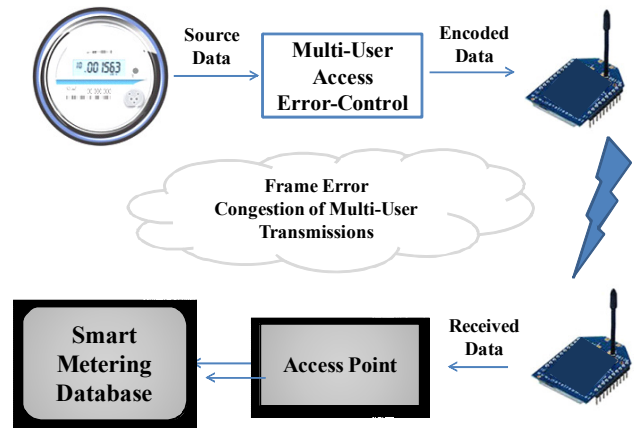 Source
Data
Multi-User
Access
Error-Control
Encoded
Data
10 .001563
Frame Error
Congestion of Multi-User
Transmissions
Smart
Metering
Database
Access Point
Received
Data